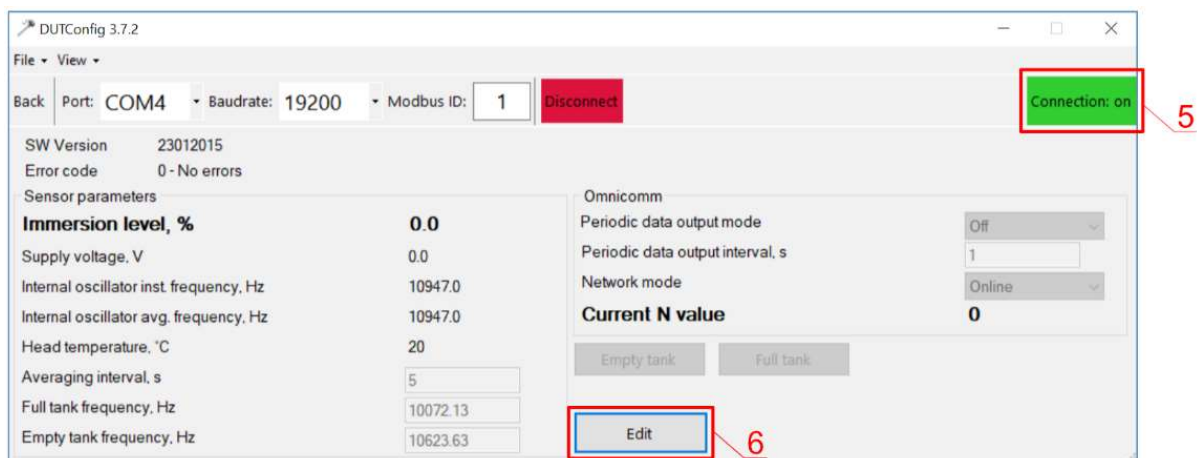 DUTConfig 3.7.2
File View
Back Port: COM4 Baudrate: 19200 Modbus ID: 1 Disconnect Connection: on
5
SW Version 23012015
Error code 0 - No errors
Sensor parameters
Immersion level, % 0.0
Supply voltage, V 0.0
Internal oscillator inst. frequency, Hz 10947.0
Internal oscillator avg. frequency, Hz 10947.0
Head temperature, °C 20
Averaging interval, s 5
Full tank frequency, Hz 10072.13
Empty tank frequency, Hz 10623.63
Omnicomm
Periodic data output mode Off
Periodic data output interval, s 1
Network mode Online
Current N value 0
Empty tank Full tank
Edit
6